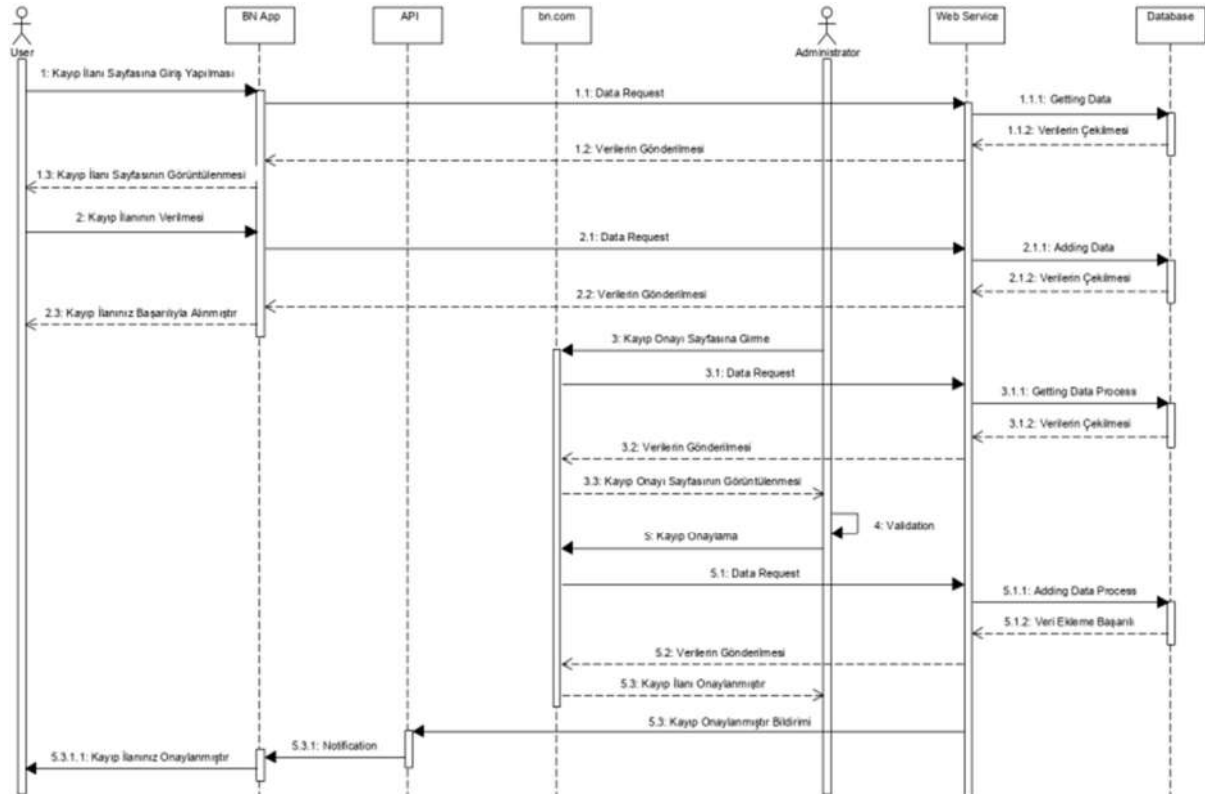 BN App
API
bn.com
Web Service
Database
User
Administrator
1: Kayıp İlanı Sayfasına Giriş Yapılması
1.1: Data Request
1.1.1: Getting Data
1.1.2: Verilerin Çekilmesi
1.2: Verilerin Gönderilmesi
1.3: Kayıp İlanı Sayfasının Görüntülenmesi
2: Kayıp İlanının Verilmesi
2.1: Data Request
2.1.1: Adding Data
2.1.2: Verilerin Çekilmesi
2.2: Verilerin Gönderilmesi
2.3: Kayıp İlanınız Başarılıyla Alınmıştır
3: Kayıp Onayı Sayfasına Girme
3.1: Data Request
3.1.1: Getting Data Process
3.1.2: Verilerin Çekilmesi
3.2: Verilerin Gönderilmesi
3.3: Kayıp Onayı Sayfasının Görüntülenmesi
4: Validation
5: Kayıp Onaylama
5.1: Data Request
5.1.1: Adding Data Process
5.1.2: Veri Ekleme Başarılı
5.2: Verilerin Gönderilmesi
5.3: Kayıp İlanı Onaylanmıştır
5.3: Kayıp Onaylanmıştır Bildirimi
5.3.1: Notification
5.3.1.1: Kayıp İlanınız Onaylanmıştır